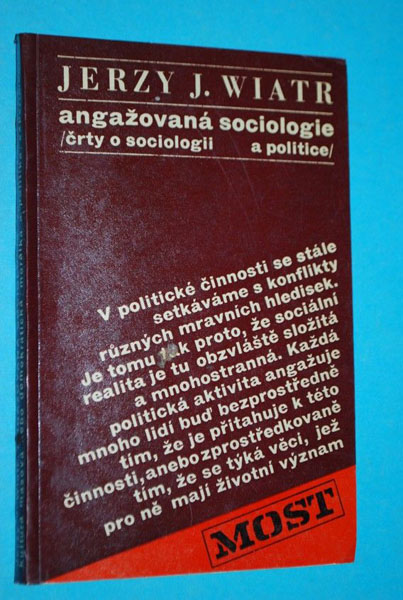 JERZY J. WIATR
angažovaná sociologie
/črty o sociologii a politice/
V politické činnosti se stále
setkáváme s konflikty
různých mravních hledisek.
Je tomu tak proto, že sociální
realita je tu obzvláště složitá
a mnohostranná. Každá
politická aktivita angažuje
mnoho lidí buď bezprostředně
tím, že je přitahuje k této
činnosti, anebo zprostředkovaně
tím, že se týká věcí, jež
pro ně mají životní význam
MOST